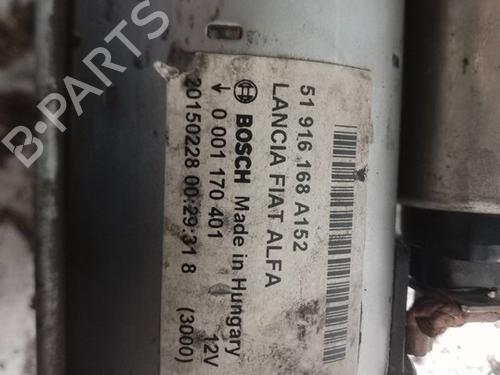 51 916 168 A152
LANCIA FIAT ALFA
BOSCH Made in Hungary
0 001 170 401 12V
20150228 00:29:31 8 (3000)
B-PARTS